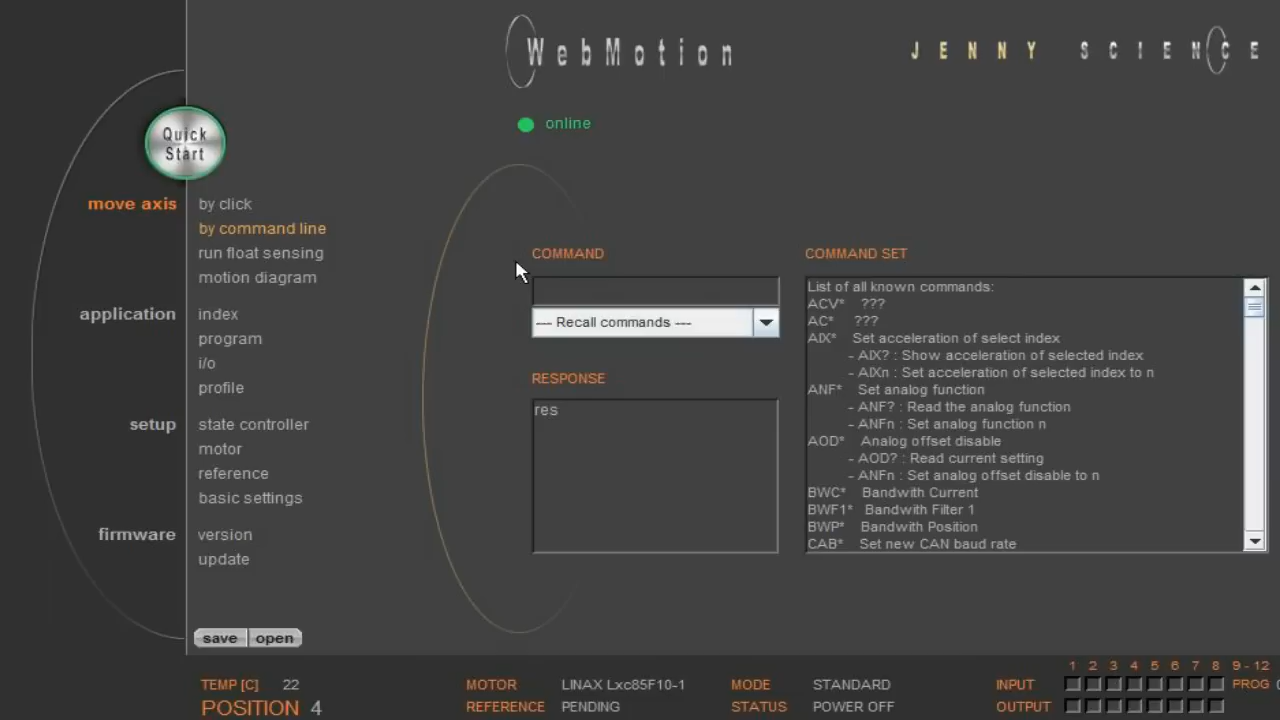 WebMotion
JENNY SCIENCE
online
Quick
Start
move axis
by click
by command line
run float sensing
motion diagram
application
index
program
i/o
profile
setup
state controller
motor
reference
basic settings
firmware
version
update
save
open
COMMAND
--- Recall commands ---
RESPONSE
res
COMMAND SET
List of all known commands:
ACV* ???
AC* ???
AIX* Set acceleration of select index
- AIX? : Show acceleration of selected index
- AIXn : Set acceleration of selected index to n
ANF* Set analog function
- ANF? : Read the analog function
- ANFn : Set analog function n
AOD* Analog offset disable
- AOD? : Read current setting
- ANFn : Set analog offset disable to n
BWC* Bandwith Current
BWF1* Bandwith Filter 1
BWP* Bandwith Position
CAB* Set new CAN baud rate
TEMP [C] 22
POSITION 4
MOTOR LINAX Lxc85F10-1
REFERENCE PENDING
MODE STANDARD
STATUS POWER OFF
1 2 3 4 5 6 7 8 9-12
INPUT PROG
OUTPUT